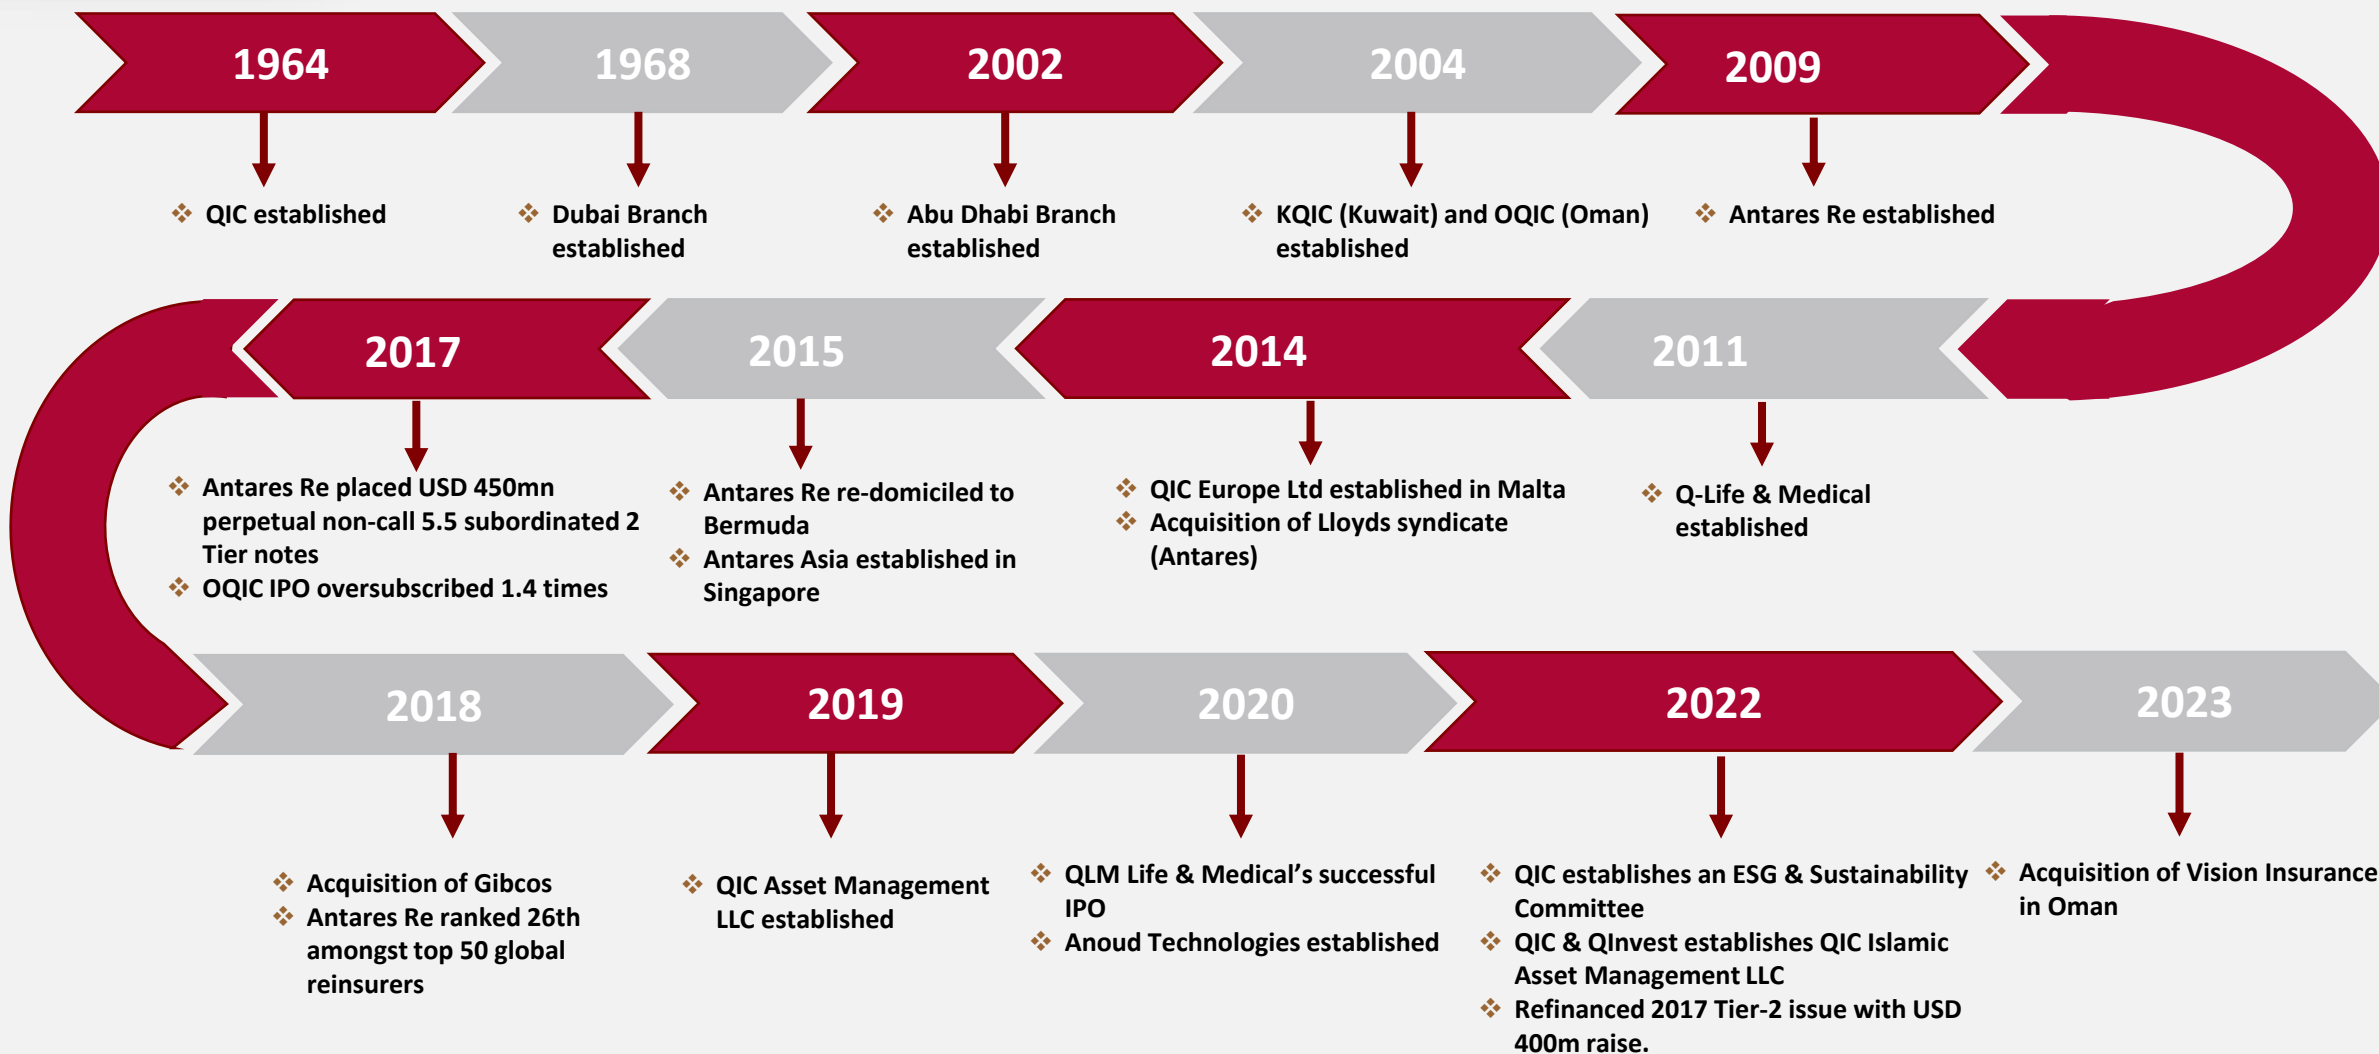 1964
1968
2002
2004
2009
❖ QIC established
❖ Dubai Branch
established
❖ Abu Dhabi Branch
established
❖ KQIC (Kuwait) and OQIC (Oman)
established
❖ Antares Re established
2017
2015
2014
2011
❖ Antares Re placed USD 450mn
perpetual non-call 5.5 subordinated 2
Tier notes
❖ OQIC IPO oversubscribed 1.4 times
❖ Antares Re re-domiciled to
Bermuda
❖ Antares Asia established in
Singapore
❖ QIC Europe Ltd established in Malta
❖ Acquisition of Lloyds syndicate
(Antares)
❖ Q-Life & Medical
established
2018
2019
2020
2022
2023
❖ Acquisition of Gibcos
❖ Antares Re ranked 26th
amongst top 50 global
reinsurers
❖ QIC Asset Management
LLC established
❖ QLM Life & Medical’s successful
IPO
❖ Anoud Technologies established
❖ QIC establishes an ESG & Sustainability
Committee
❖ QIC & QInvest establishes QIC Islamic
Asset Management LLC
❖ Refinanced 2017 Tier-2 issue with USD
400m raise.
❖ Acquisition of Vision Insurance
in Oman